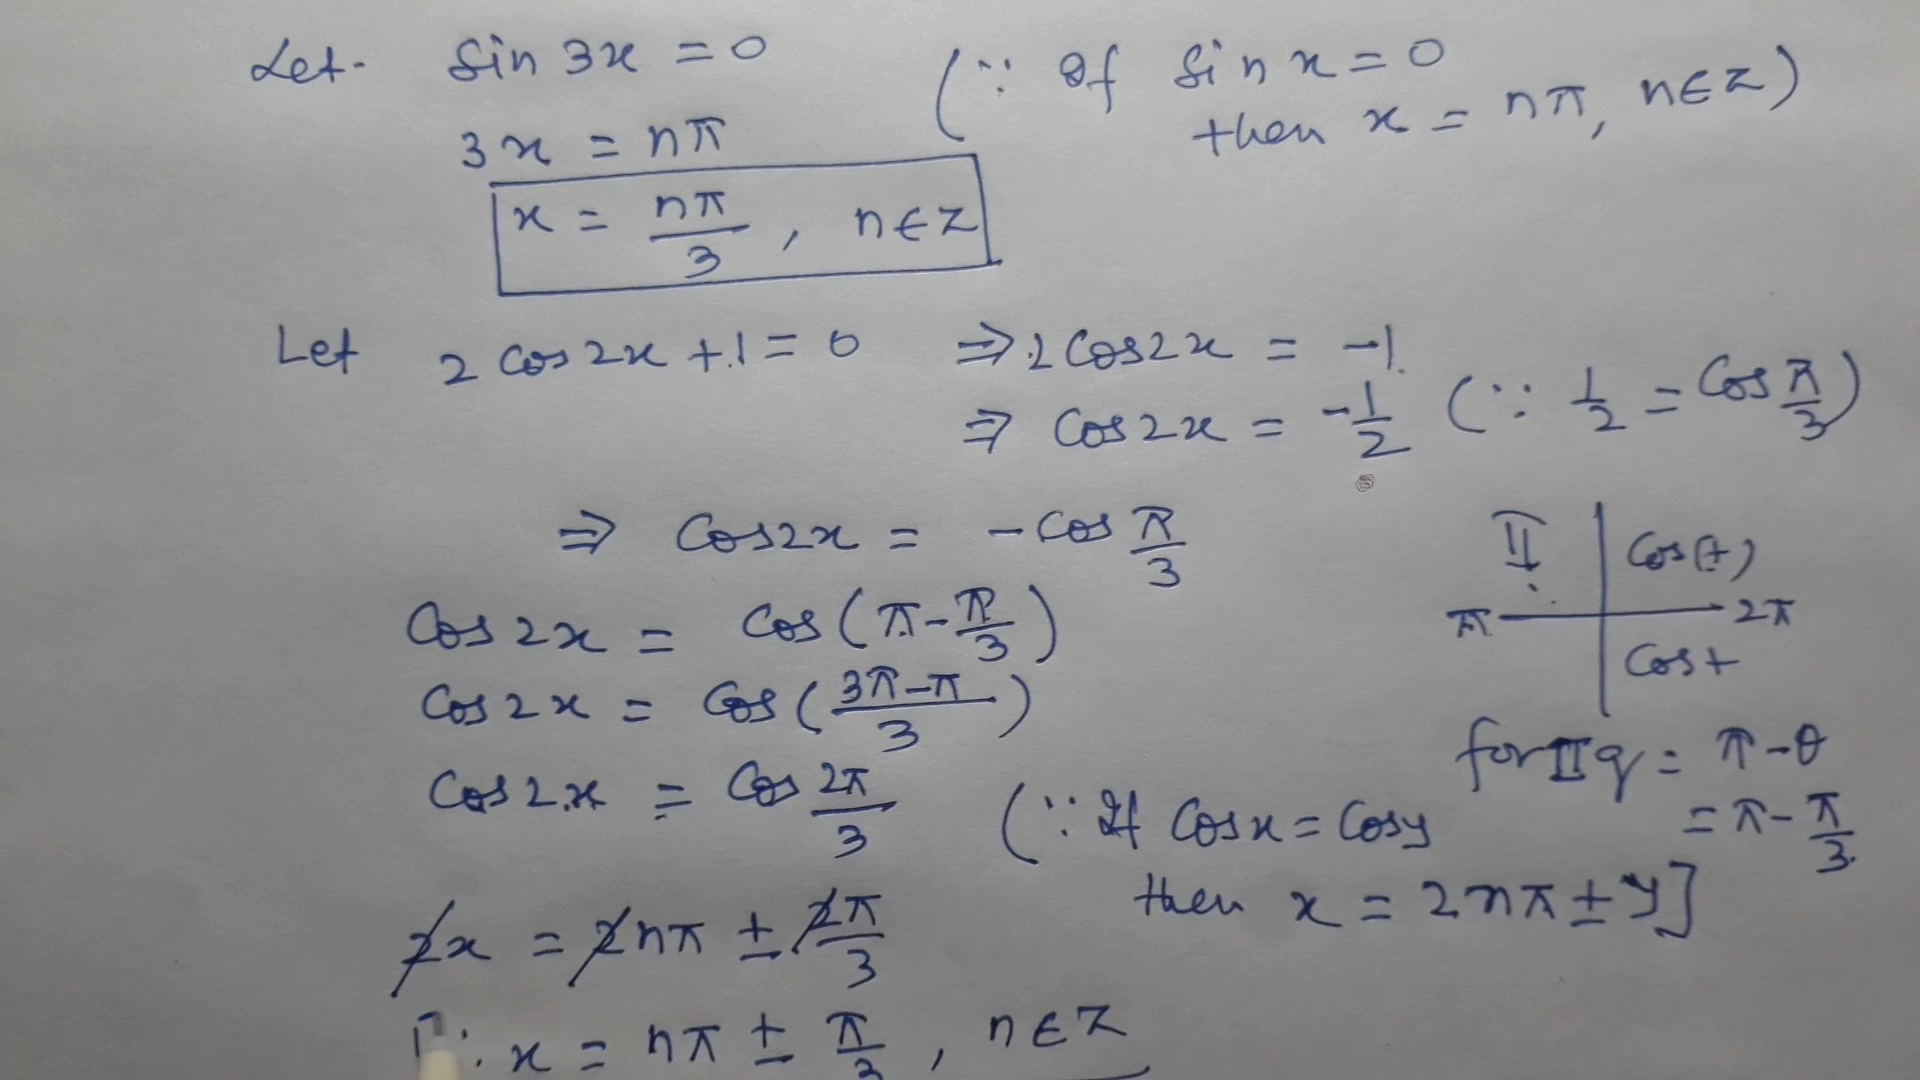 Let. Sin 3x = 0 (∵ If Sin x = 0
then x = nπ, n∈Z)
3x = nπ
x = nπ/3 , n∈Z
Let 2 Cos 2x + 1 = 0 ⇒ 2 Cos 2x = -1
⇒ Cos 2x = -1/2 (∵ 1/2 = Cos π/3)
⇒ Cos 2x = - Cos π/3
II Cos(+)
π 2π
Cos +
Cos 2x = Cos (π - π/3)
Cos 2x = Cos (3π-π/3)
for II q = π - θ
= π - π/3
Cos 2x = Cos 2π/3 (∵ If Cos x = Cos y
then x = 2nπ ± y]
2x = 2nπ ± 2π/3
∴ x = nπ ± π/3 , n∈Z